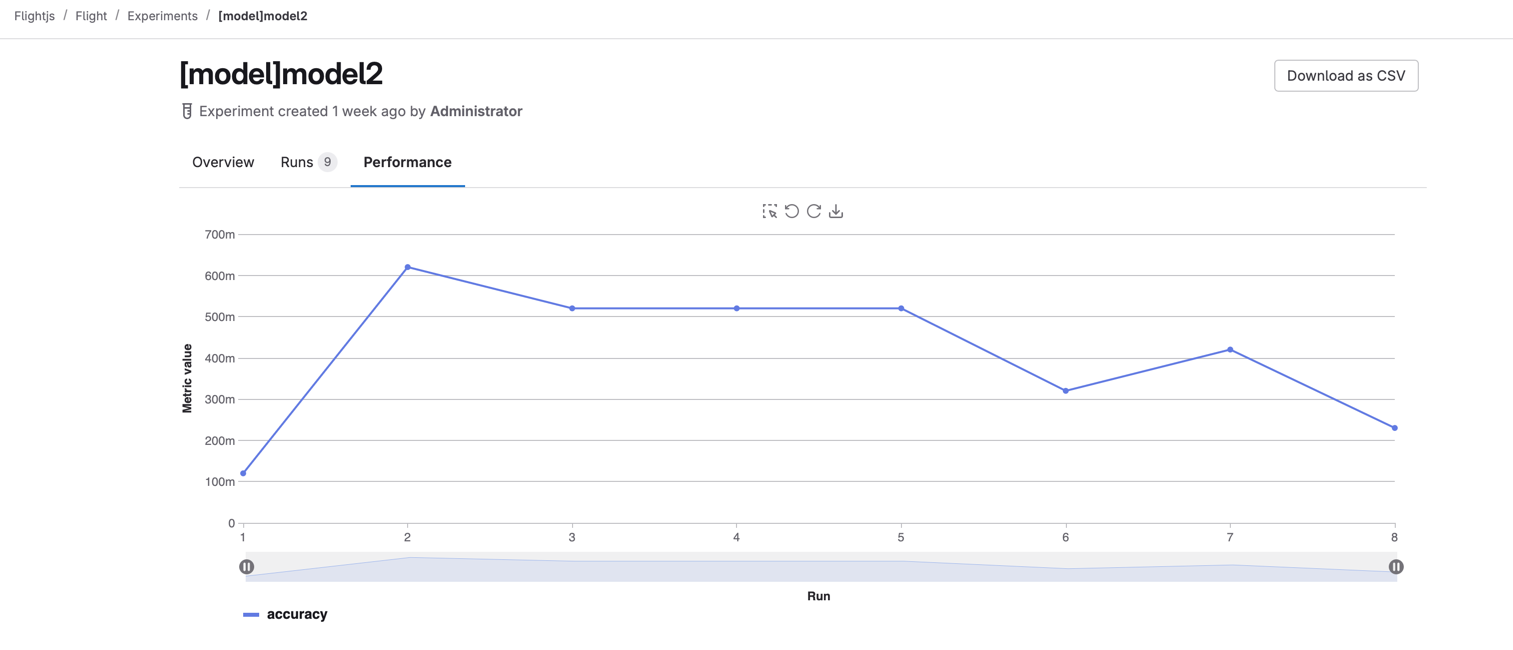 Flightjs / Flight / Experiments / [model]model2
[model]model2
Download as CSV
Experiment created 1 week ago by Administrator
Overview Runs 9 Performance
700m
600m
500m
400m
300m
200m
100m
0
Metric value
1 2 3 4 5 6 7 8
Run
accuracy